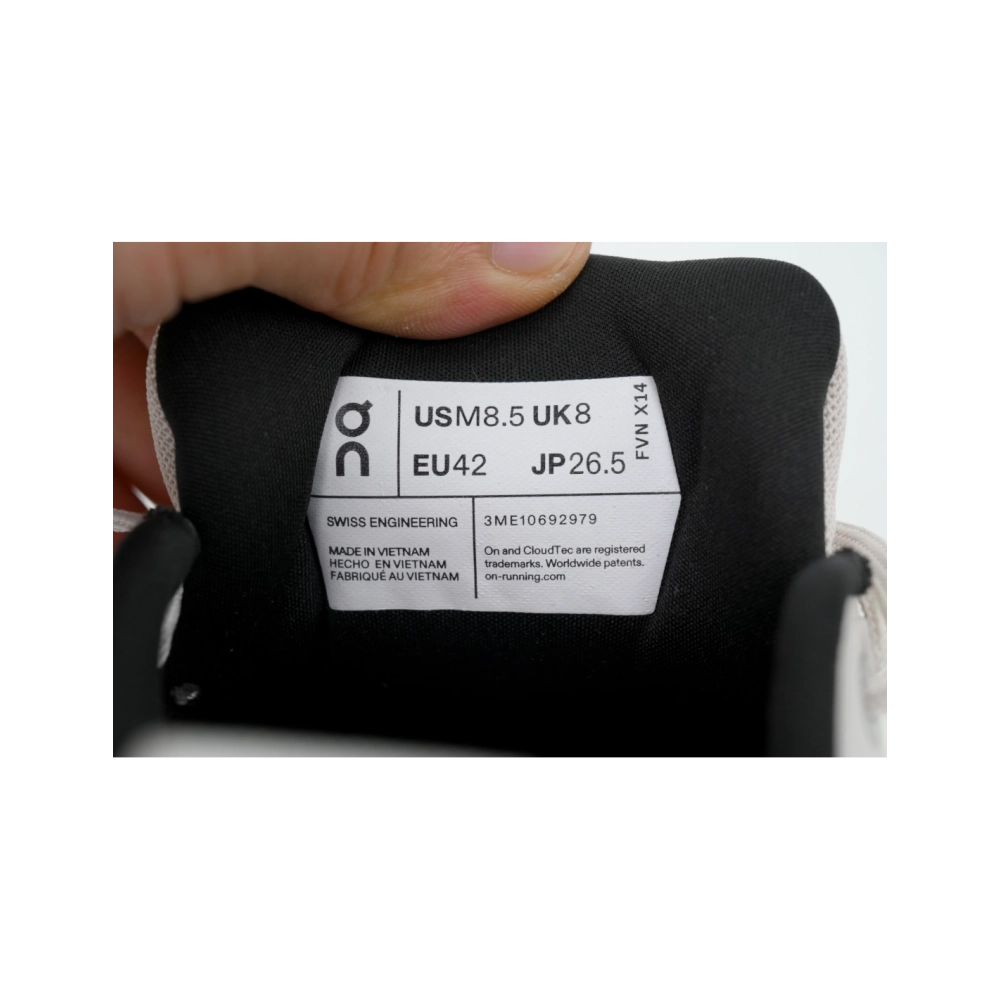 USM8.5 UK8
EU42 JP26.5
FVN X14
SWISS ENGINEERING
MADE IN VIETNAM
HECHO EN VIETNAM
FABRIQUÉ AU VIETNAM
3ME10692979
On and CloudTec are registered
trademarks. Worldwide patents.
on-running.com